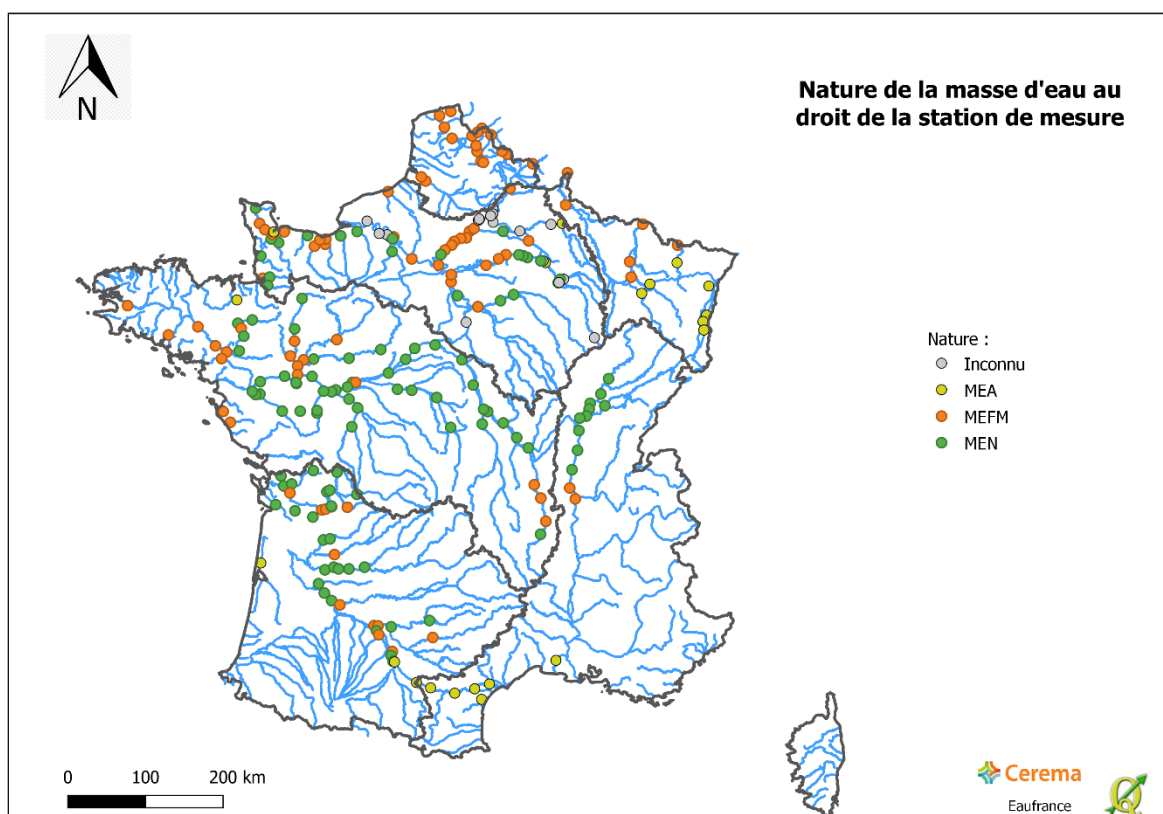 N
Nature de la masse d'eau au
droit de la station de mesure
Nature :
Inconnu
MEA
MEFM
MEN
0 100 200 km
Cerema
Eaufrance